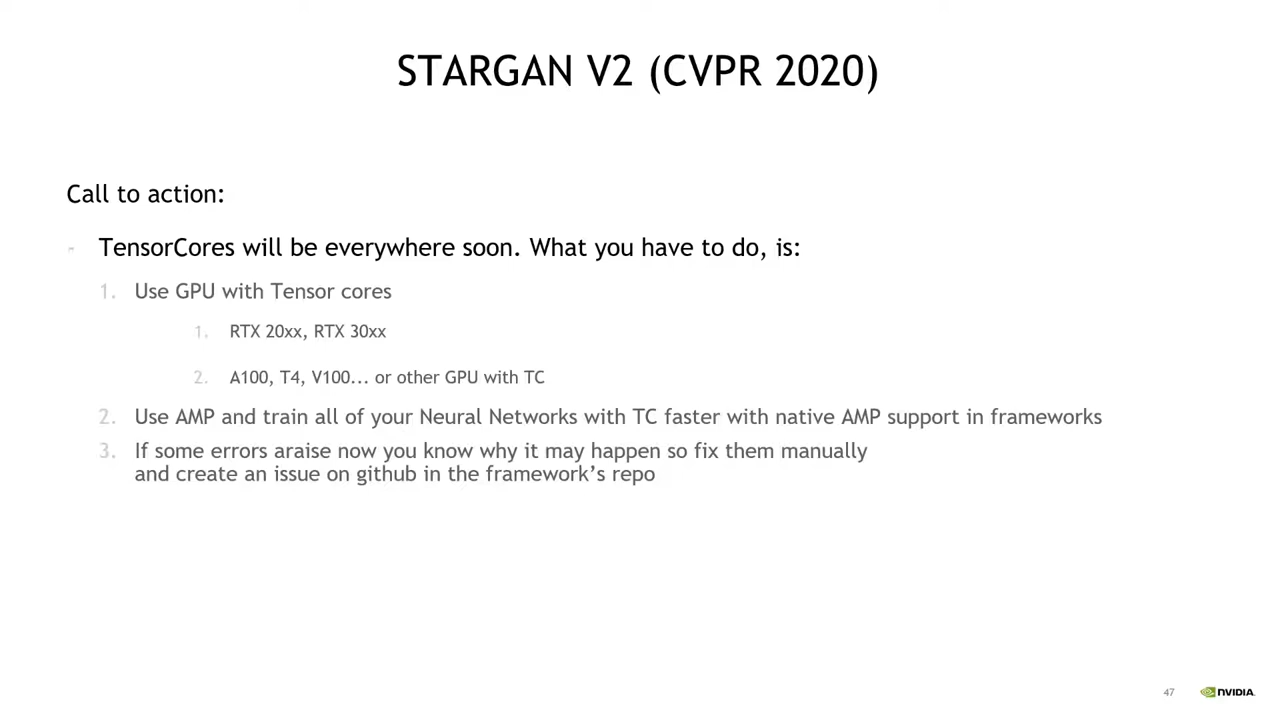 STARGAN V2 (CVPR 2020)
Call to action:
- TensorCores will be everywhere soon. What you have to do, is:
1. Use GPU with Tensor cores
1. RTX 20xx, RTX 30xx
2. A100, T4, V100... or other GPU with TC
2. Use AMP and train all of your Neural Networks with TC faster with native AMP support in frameworks
3. If some errors araise now you know why it may happen so fix them manually
and create an issue on github in the framework's repo
47
NVIDIA.